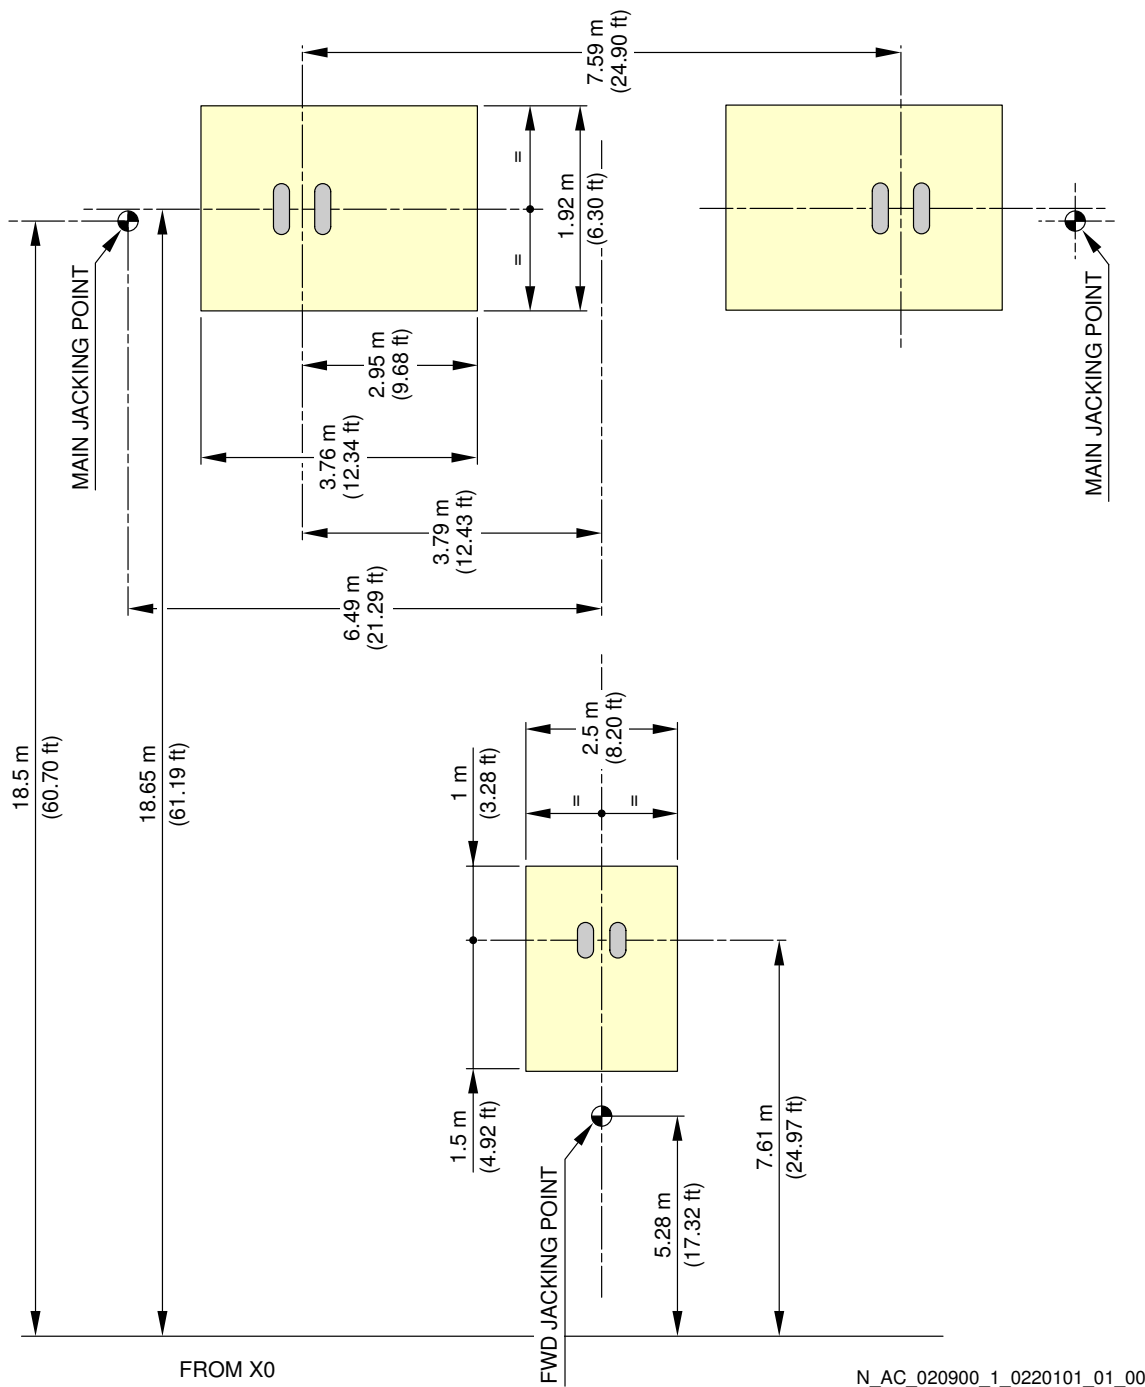 7.59 m
(24.90 ft)
=
=
1.92 m
(6.30 ft)
MAIN JACKING POINT
MAIN JACKING POINT
2.95 m
(9.68 ft)
3.76 m
(12.34 ft)
3.79 m
(12.43 ft)
6.49 m
(21.29 ft)
18.5 m
(60.70 ft)
18.65 m
(61.19 ft)
2.5 m
(8.20 ft)
1 m
(3.28 ft)
=
=
1.5 m
(4.92 ft)
FWD JACKING POINT
5.28 m
(17.32 ft)
7.61 m
(24.97 ft)
FROM X0
N_AC_020900_1_0220101_01_00